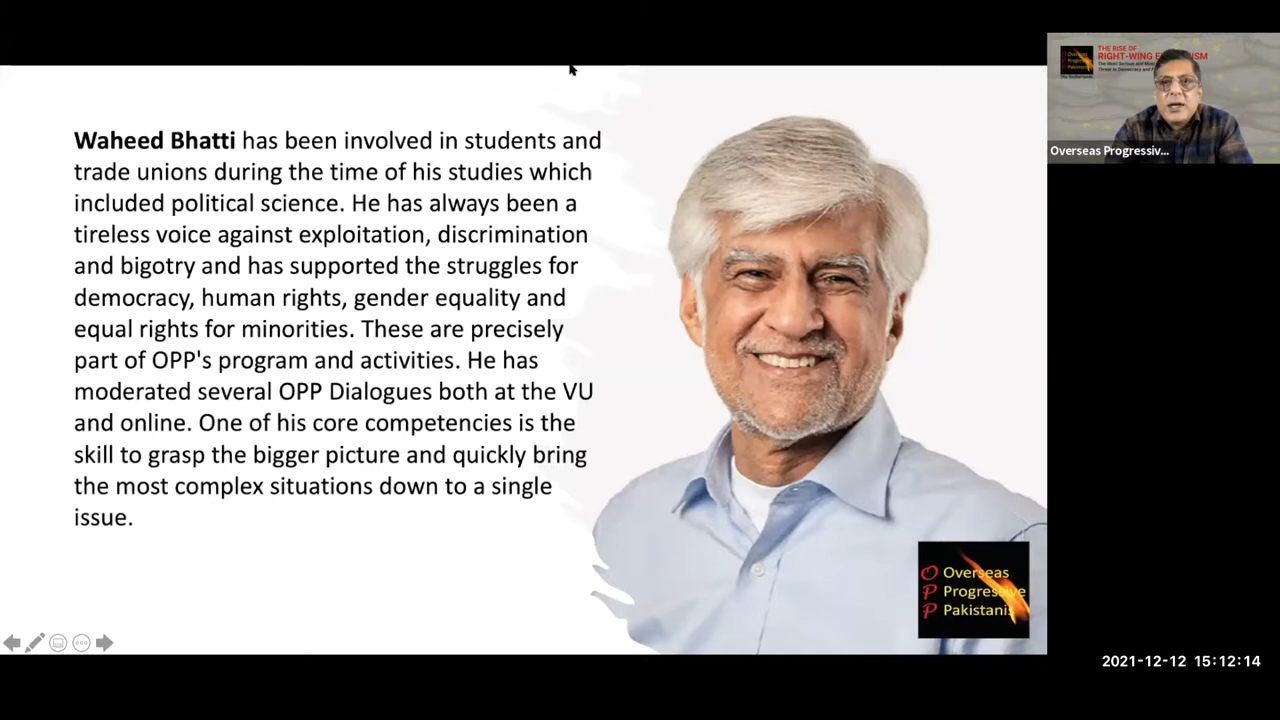 Waheed Bhatti has been involved in students and
trade unions during the time of his studies which
included political science. He has always been a
tireless voice against exploitation, discrimination
and bigotry and has supported the struggles for
democracy, human rights, gender equality and
equal rights for minorities. These are precisely
part of OPP's program and activities. He has
moderated several OPP Dialogues both at the VU
and online. One of his core competencies is the
skill to grasp the bigger picture and quickly bring
the most complex situations down to a single
issue.
O Overseas
P Progressive
P Pakistanis
THE RISE OF
RIGHT-WING
Overseas Progressiv...
2021-12-12 15:12:14